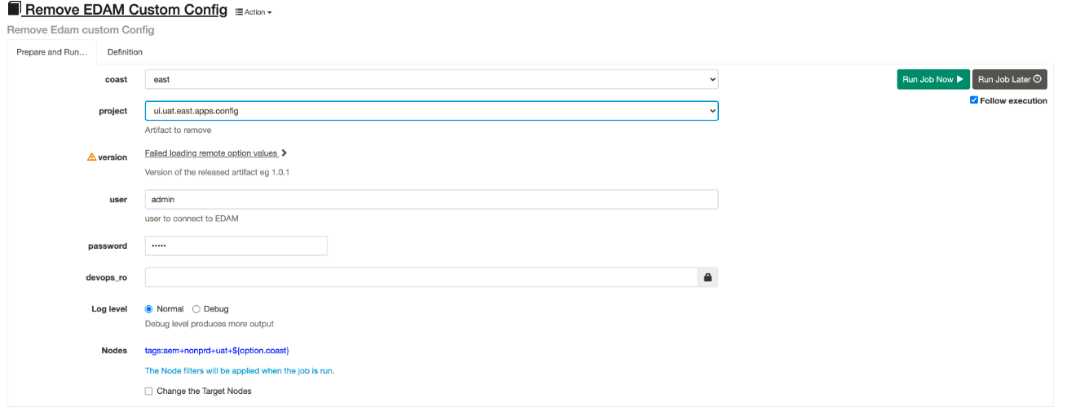 Remove EDAM Custom Config Action
Remove Edam custom Config
Prepare and Run… Definition
coast east Run Job Now Run Job Later
Follow execution
project ui.uat.east.apps.config
Artifact to remove
version Failed loading remote option values
Version of the released artifact eg 1.0.1
user admin
user to connect to EDAM
password •••••
devops_ro
Log level Normal Debug
Debug level produces more output
Nodes tags:aem+nonprd+uat+${option.coast}
The Node filters will be applied when the job is run.
Change the Target Nodes